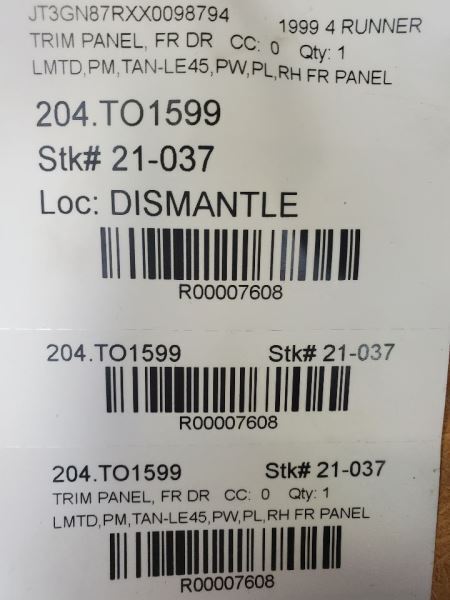 JT3GN87RXX0098794 1999 4 RUNNER
TRIM PANEL, FR DR CC: 0 Qty: 1
LMTD,PM,TAN-LE45,PW,PL,RH FR PANEL
204.TO1599
Stk# 21-037
Loc: DISMANTLE
R00007608
204.TO1599 Stk# 21-037
R00007608
204.TO1599 Stk# 21-037
TRIM PANEL, FR DR CC: 0 Qty: 1
LMTD,PM,TAN-LE45,PW,PL,RH FR PANEL
R00007608